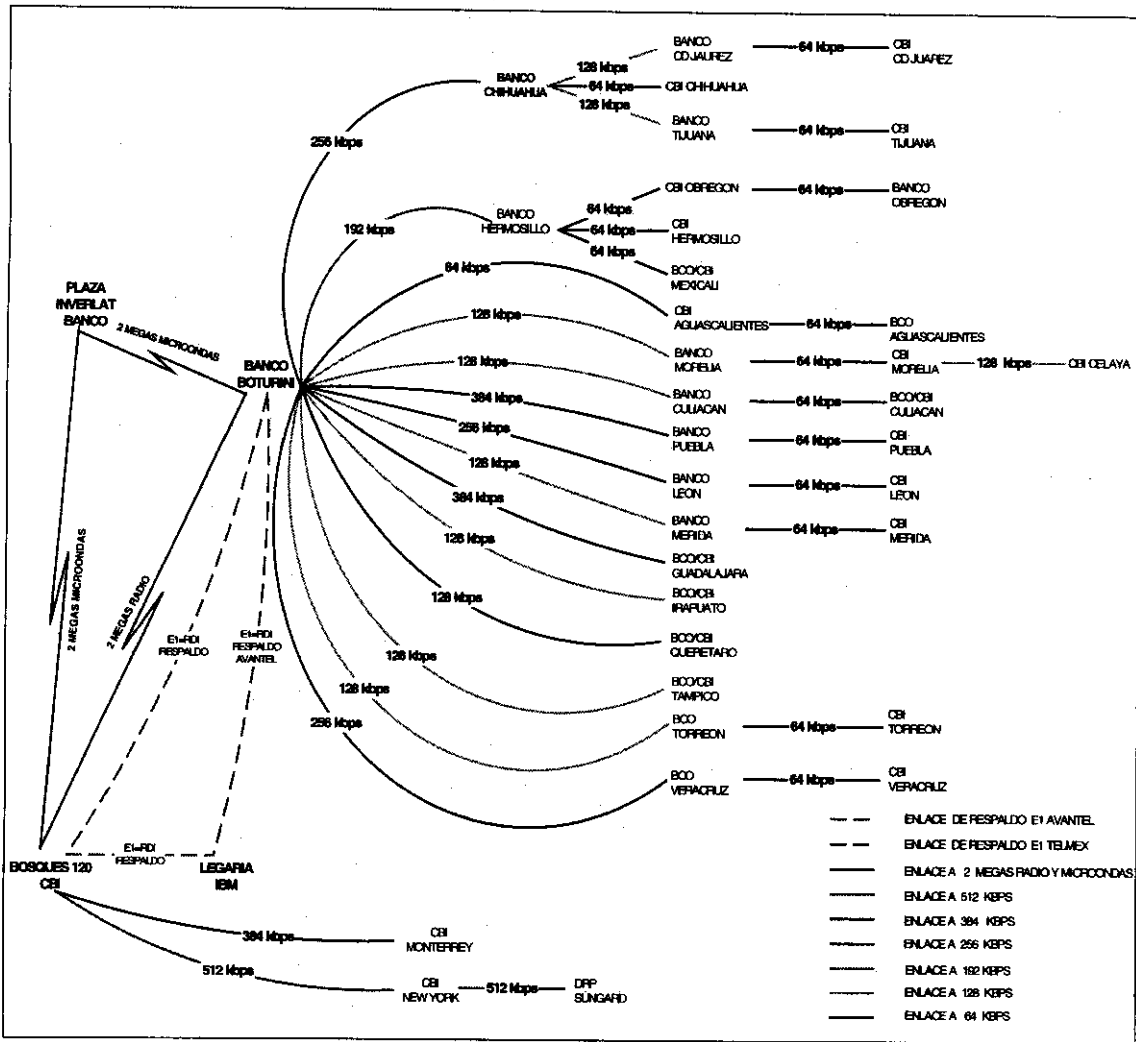 BANCO
CD JAUREZ
64 kbps
CBI
CD JUAREZ
128 kbps
BANCO
CHIHUAHUA
64 kbps
CBI CHIHUAHUA
128 kbps
BANCO
TIJUANA
64 kbps
CBI
TIJUANA
256 kbps
CBI OBREGON
64 kbps
BANCO
OBREGON
BANCO
HERMOSILLO
64 kbps
192 kbps
64 kbps
CBI
HERMOSILLO
64 kbps
BCO/CBI
MEXICALI
64 kbps
PLAZA
INVERLAT
BANCO
CBI
AGUASCALIENTES
64 kbps
BCO
AGUASCALIENTES
2 MEGAS MICROONDAS
128 kbps
BANCO
MORELIA
64 kbps
CBI
MORELIA
128 kbps
CBI CELAYA
BANCO
BOTURINI
128 kbps
BANCO
CULIACAN
64 kbps
BCO/CBI
CULIACAN
384 kbps
BANCO
PUEBLA
64 kbps
CBI
PUEBLA
256 kbps
BANCO
LEON
64 kbps
CBI
LEON
128 kbps
BANCO
MERIDA
64 kbps
CBI
MERIDA
384 kbps
BCO/CBI
GUADALAJARA
128 kbps
BCO/CBI
IRAPUATO
2 MEGAS MICROONDAS
2 MEGAS RADIO
E1=RDI
RESPALDO
E1=RDI
RESPALDO
AVANTEL
128 kbps
BCO/CBI
QUERETARO
128 kbps
BCO/CBI
TAMPICO
128 kbps
BCO
TORREON
64 kbps
CBI
TORREON
256 kbps
BCO
VERACRUZ
64 kbps
CBI
VERACRUZ
E1=RDI
RESPALDO
BOSQUES 120
CBI
LEGARIA
IBM
384 kbps
CBI
MONTERREY
512 kbps
CBI
NEW YORK
512 kbps
DRP
SUNGARD
ENLACE DE RESPALDO E1 AVANTEL
ENLACE DE RESPALDO E1 TELMEX
ENLACE A 2 MEGAS RADIO Y MICROONDAS
ENLACE A 512 KBPS
ENLACE A 384 KBPS
ENLACE A 256 KBPS
ENLACE A 192 KBPS
ENLACE A 128 KBPS
ENLACE A 64 KBPS